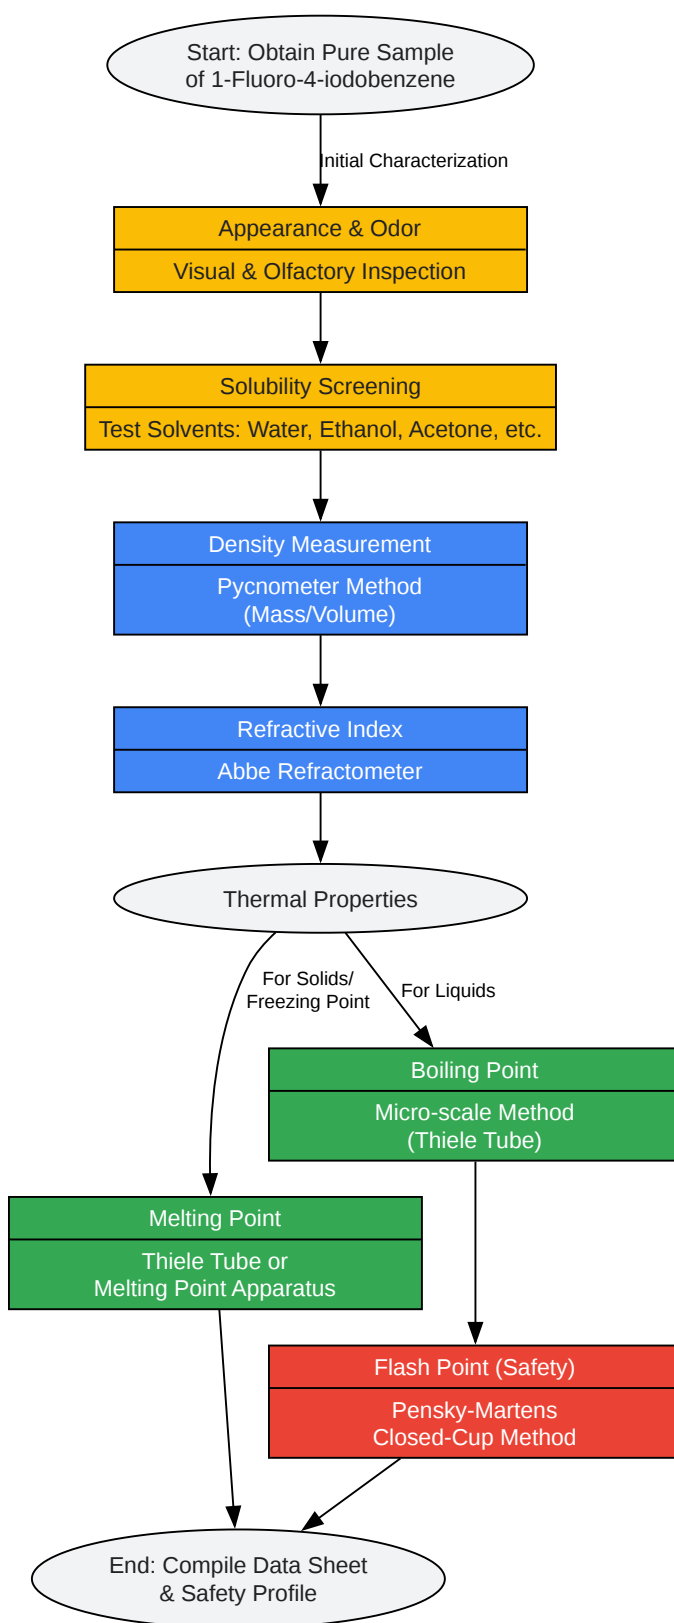 Start: Obtain Pure Sample
of 1-Fluoro-4-iodobenzene
Initial Characterization
Appearance & Odor
Visual & Olfactory Inspection
Solubility Screening
Test Solvents: Water, Ethanol, Acetone, etc.
Density Measurement
Pycnometer Method
(Mass/Volume)
Refractive Index
Abbe Refractometer
Thermal Properties
For Solids/
Freezing Point
For Liquids
Boiling Point
Micro-scale Method
(Thiele Tube)
Melting Point
Thiele Tube or
Melting Point Apparatus
Flash Point (Safety)
Pensky-Martens
Closed-Cup Method
End: Compile Data Sheet
& Safety Profile